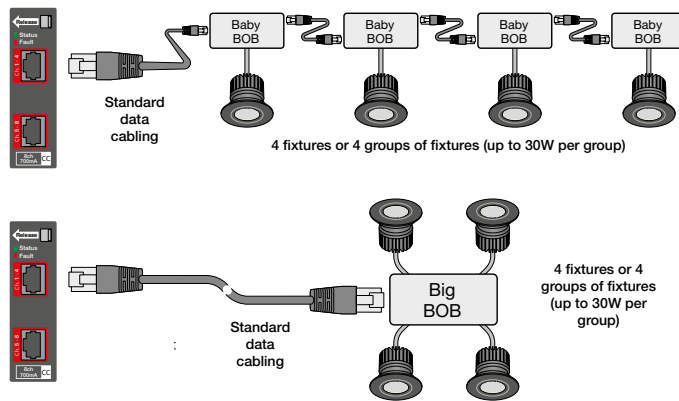 Release
Status
Fault
Ch. 1 - 4
Ch. 5 - 8
8ch
700mA
CC
Baby
BOB
Baby
BOB
Baby
BOB
Baby
BOB
Standard
data
cabling
4 fixtures or 4 groups of fixtures (up to 30W per group)
Release
Status
Fault
Ch. 1 - 4
Ch. 5 - 8
8ch
700mA
CC
Big
BOB
Standard
data
cabling
:
4 fixtures or 4
groups of fixtures
(up to 30W per
group)